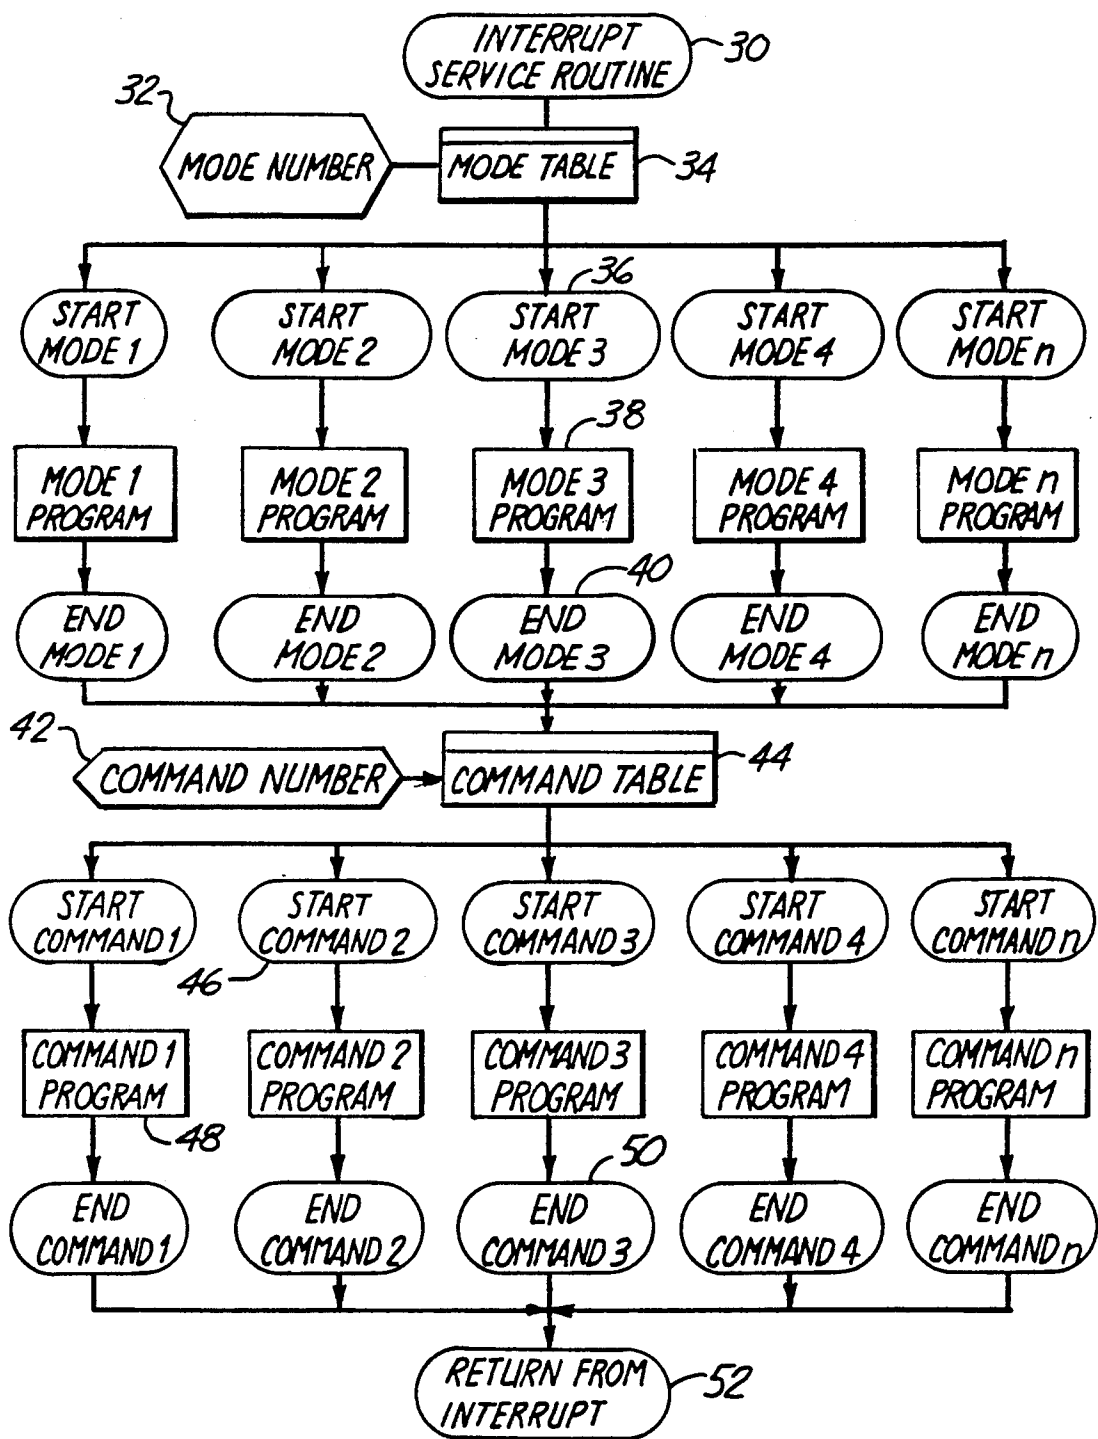 INTERRUPT
SERVICE ROUTINE
30
32
MODE NUMBER
MODE TABLE
34
36
START
MODE 1
START
MODE 2
START
MODE 3
START
MODE 4
START
MODE n
38
MODE 1
PROGRAM
MODE 2
PROGRAM
MODE 3
PROGRAM
MODE 4
PROGRAM
MODE n
PROGRAM
40
END
MODE 1
END
MODE 2
END
MODE 3
END
MODE 4
END
MODE n
42
COMMAND NUMBER
COMMAND TABLE
44
START
COMMAND 1
START
COMMAND 2
START
COMMAND 3
START
COMMAND 4
START
COMMAND n
46
COMMAND 1
PROGRAM
COMMAND 2
PROGRAM
COMMAND 3
PROGRAM
COMMAND 4
PROGRAM
COMMAND n
PROGRAM
48
50
END
COMMAND 1
END
COMMAND 2
END
COMMAND 3
END
COMMAND 4
END
COMMAND n
RETURN FROM
INTERRUPT
52